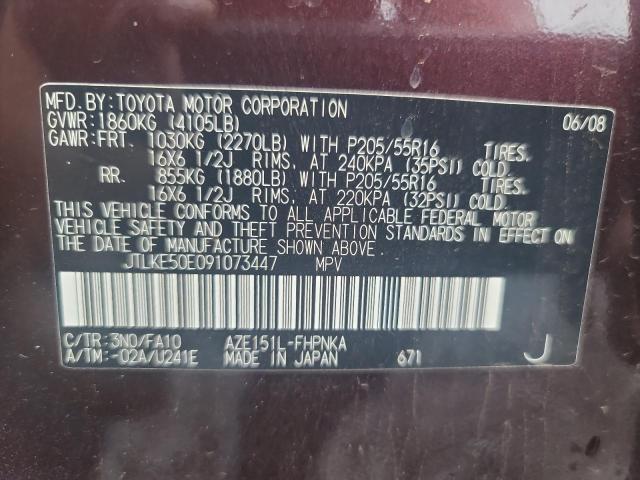 MFD.BY:TOYOTA MOTOR CORPORATION 06/08
GVWR:1860KG (4105LB)
GAWR:FRT. 1030KG (2270LB) WITH P205/55R16 TIRES.
16X6 1/2J RIMS, AT 240KPA (35PSI) COLD.
RR. 855KG (1880LB) WITH P205/55R16 TIRES.
16X6 1/2J RIMS, AT 220KPA (32PSI) COLD.
THIS VEHICLE CONFORMS TO ALL APPLICABLE FEDERAL MOTOR
VEHICLE SAFETY AND THEFT PREVENTION STANDARDS IN EFFECT ON
THE DATE OF MANUFACTURE SHOWN ABOVE.
JTLKE50E091073447 MPV
C/TR:3N0/FA10 AZE151L-FHPNKA
A/TM:-02A/U241E MADE IN JAPAN 671 J